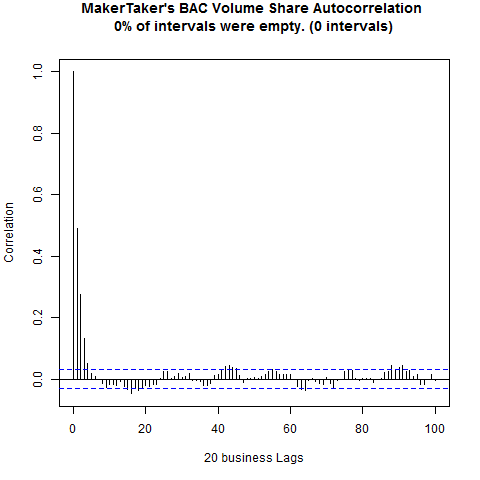 MakerTaker's BAC Volume Share Autocorrelation
0% of intervals were empty. (0 intervals)
Correlation
1.0
0.8
0.6
0.4
0.2
0.0
0 20 40 60 80 100
20 business Lags